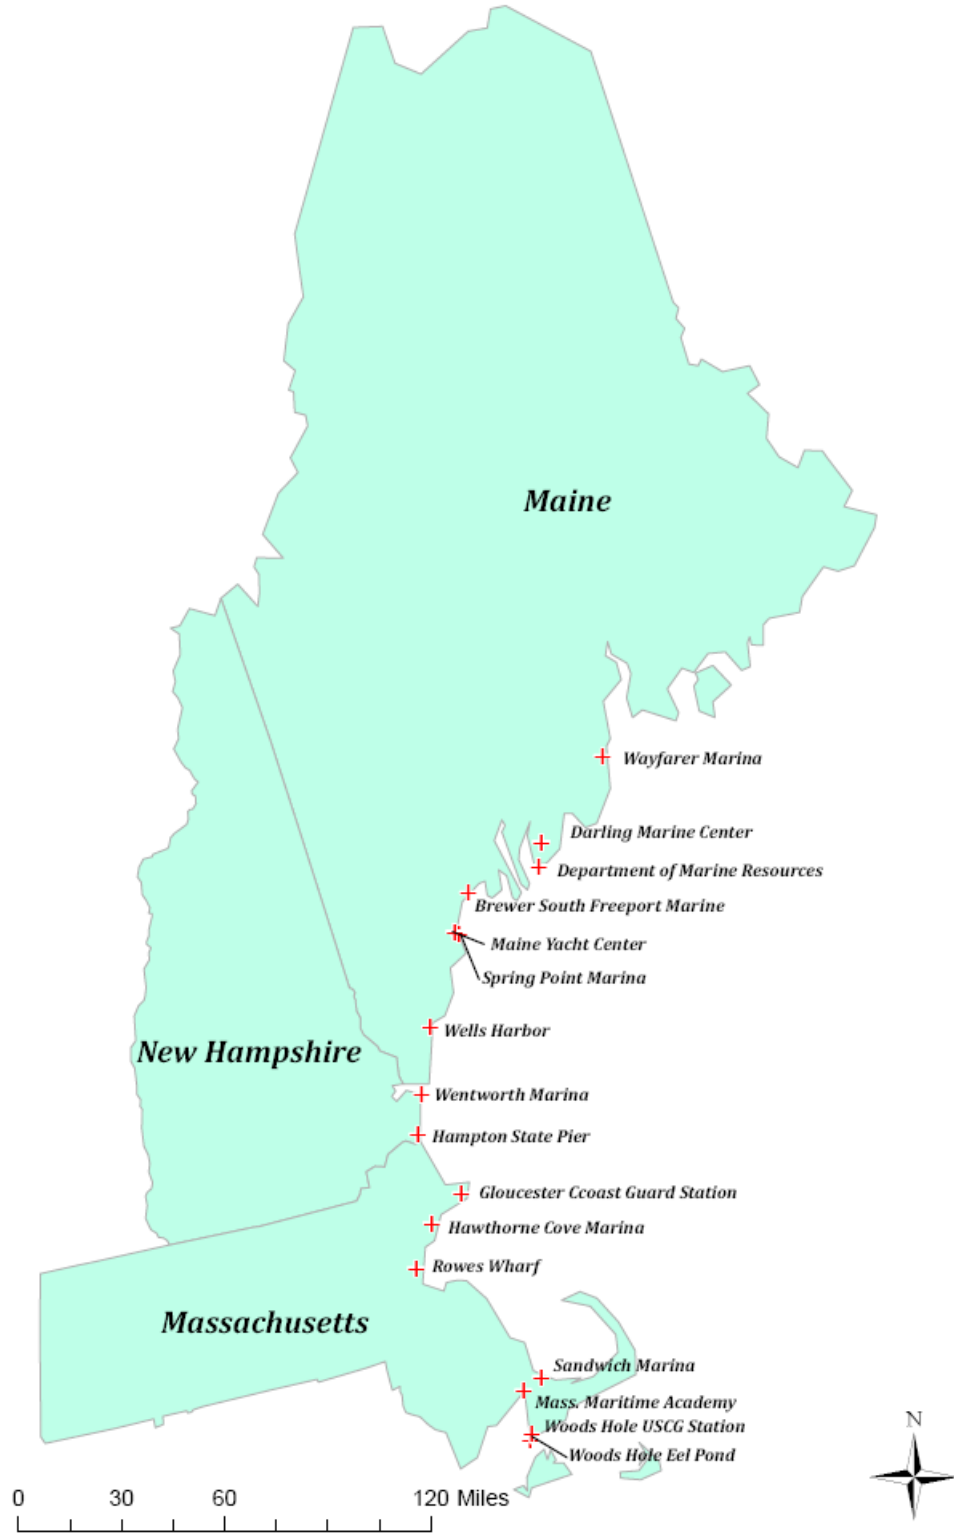 Maine
Wayfarer Marina
Darling Marine Center
Department of Marine Resources
Brewer South Freeport Marine
Maine Yacht Center
Spring Point Marina
Wells Harbor
New Hampshire
Wentworth Marina
Hampton State Pier
Gloucester Ccoast Guard Station
Hawthorne Cove Marina
Rowes Wharf
Massachusetts
Sandwich Marina
Mass. Maritime Academy
Woods Hole USCG Station
Woods Hole Eel Pond
N
0 30 60 120 Miles